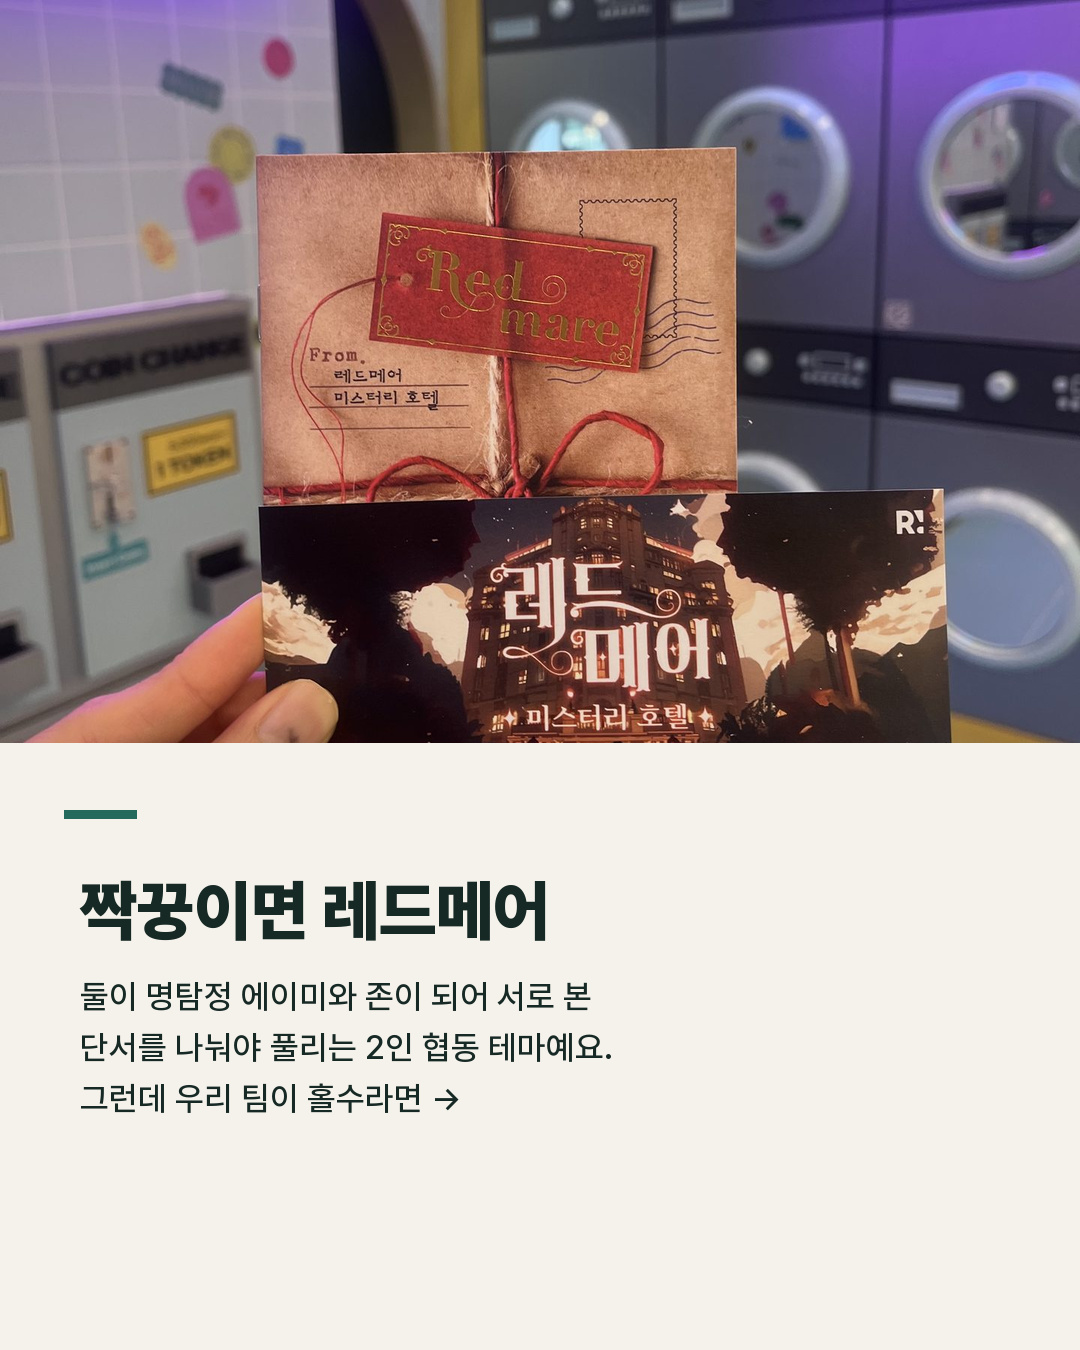 COIN CHANGE
1 TOKEN
Red
mare
From.
레드메어
미스터리 호텔
R!
레드
메어
미스터리 호텔
짝꿍이면 레드메어
둘이 명탐정 에이미와 존이 되어 서로 본
단서를 나눠야 풀리는 2인 협동 테마예요.
그런데 우리 팀이 홀수라면 →